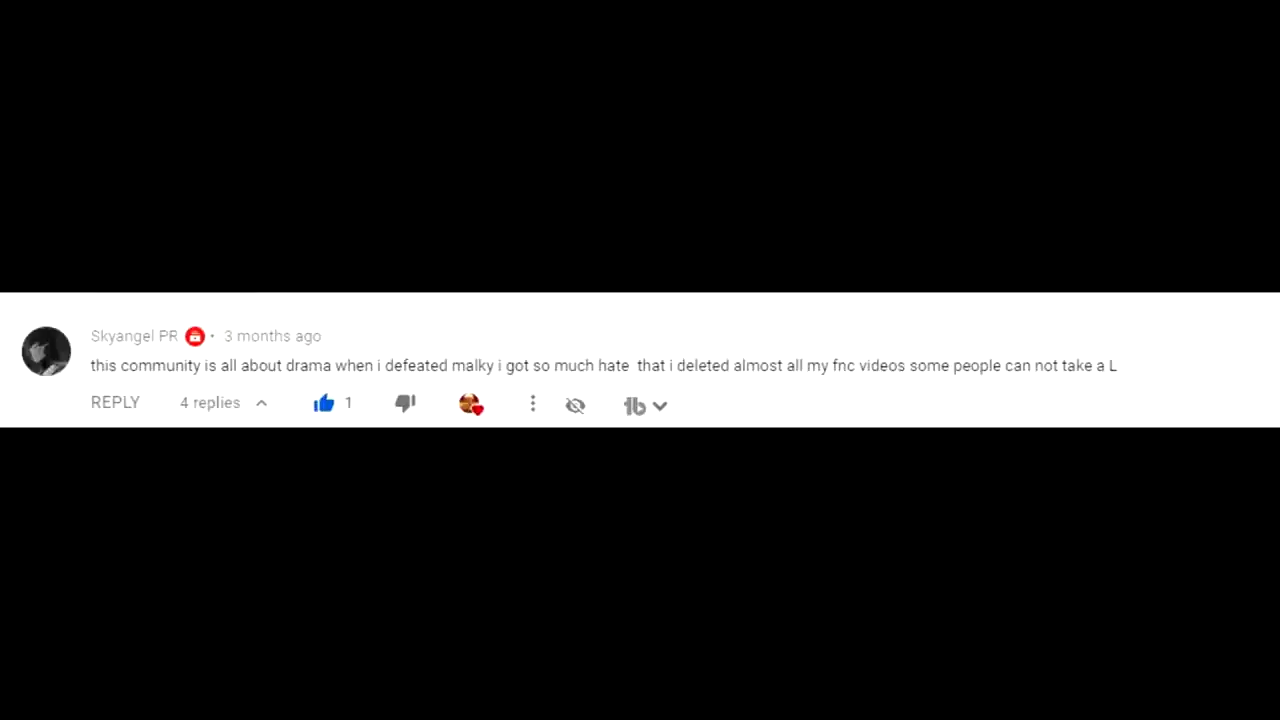 Skyangel PR • 3 months ago
this community is all about drama when i defeated malky i got so much hate  that i deleted almost all my fnc videos some people can not take a L
REPLY 4 replies 1